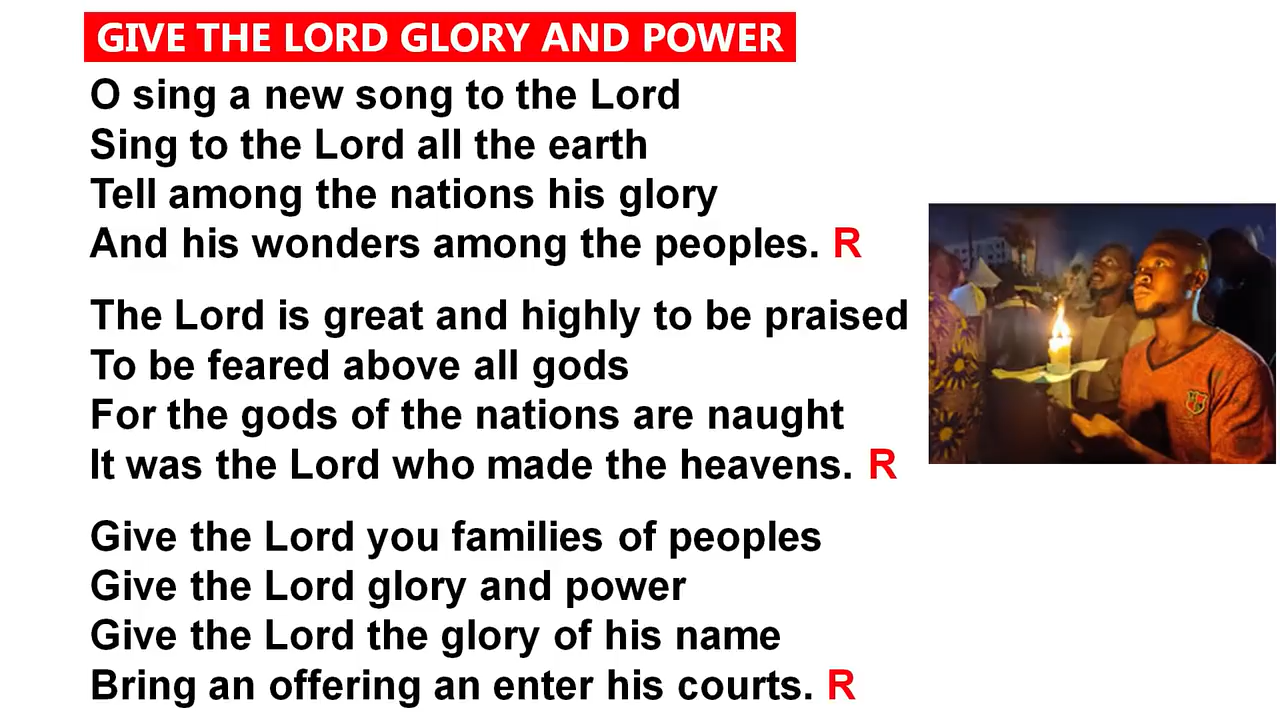 GIVE THE LORD GLORY AND POWER
O sing a new song to the Lord
Sing to the Lord all the earth
Tell among the nations his glory
And his wonders among the peoples. R
The Lord is great and highly to be praised
To be feared above all gods
For the gods of the nations are naught
It was the Lord who made the heavens. R
Give the Lord you families of peoples
Give the Lord glory and power
Give the Lord the glory of his name
Bring an offering an enter his courts. R